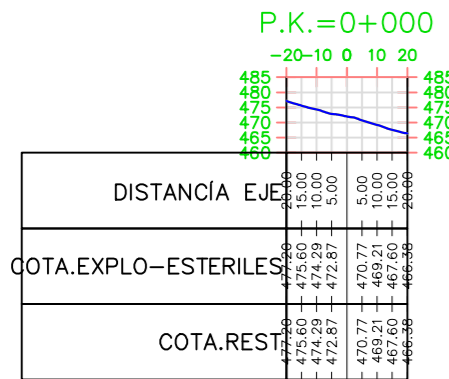 P.K.=0+000
-20 -10 0 10 20
485 485
480 480
475 475
470 470
465 465
460 460
DISTANCÍA EJE 20.00 15.00 10.00 5.00 5.00 10.00 15.00 20.00
COTA.EXPLO-ESTERILES 477.20 475.60 474.29 472.87 470.77 469.21 467.60 466.38
COTA.REST 477.20 475.60 474.29 472.87 470.77 469.21 467.60 466.38